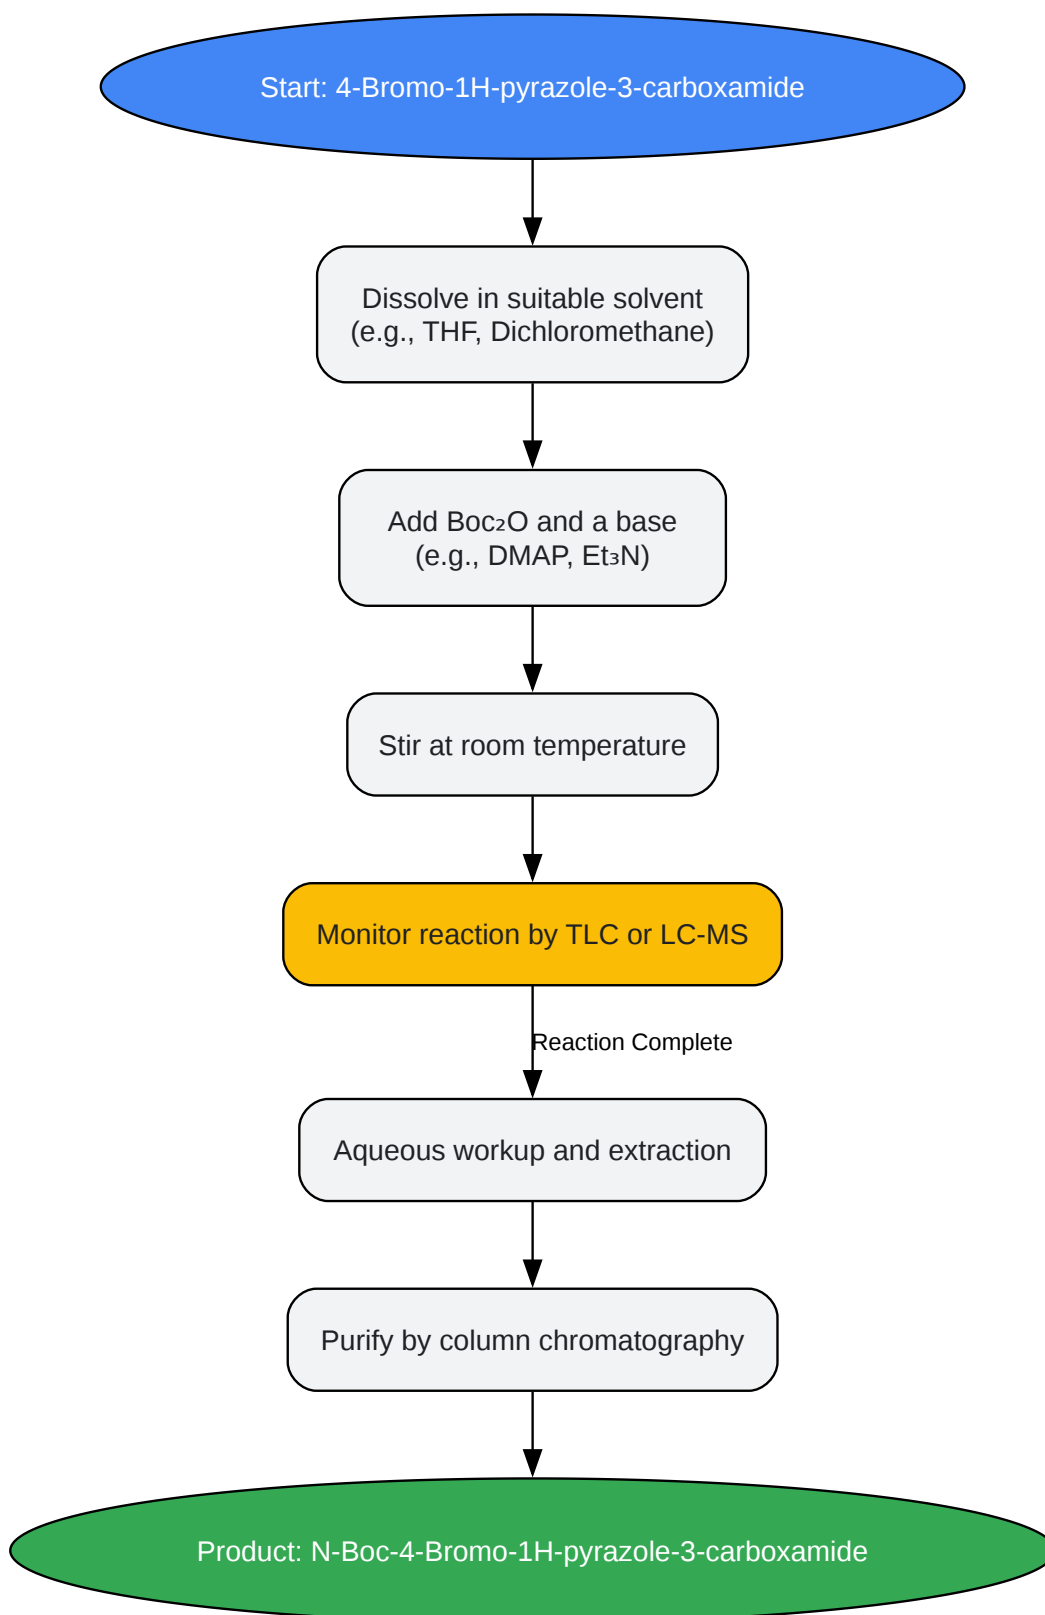 Start: 4-Bromo-1H-pyrazole-3-carboxamide
Dissolve in suitable solvent
(e.g., THF, Dichloromethane)
Add Boc₂O and a base
(e.g., DMAP, Et₃N)
Stir at room temperature
Monitor reaction by TLC or LC-MS
Reaction Complete
Aqueous workup and extraction
Purify by column chromatography
Product: N-Boc-4-Bromo-1H-pyrazole-3-carboxamide